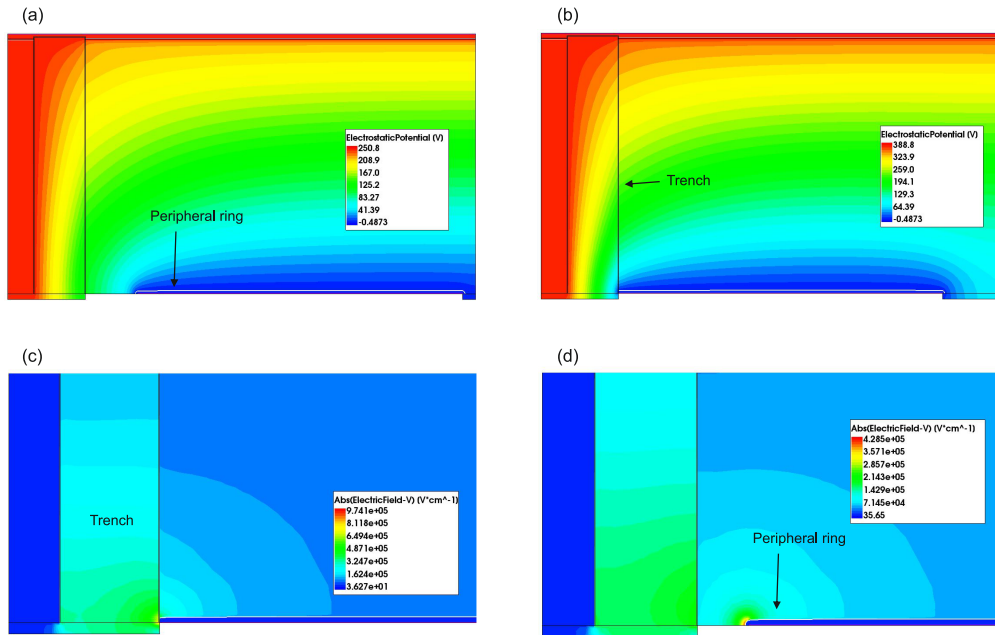 (a)
ElectrostaticPotential (V)
250.8
208.9
167.0
125.2
83.27
41.39
-0.4873
Peripheral ring
(b)
ElectrostaticPotential (V)
388.8
323.9
259.0
194.1
129.3
64.39
-0.4873
Trench
(c)
Trench
Abs(ElectricField-V) (V*cm^-1)
9.741e+05
8.118e+05
6.494e+05
4.871e+05
3.247e+05
1.624e+05
3.627e+01
(d)
Abs(ElectricField-V) (V*cm^-1)
4.285e+05
3.571e+05
2.857e+05
2.143e+05
1.429e+05
7.145e+04
35.65
Peripheral ring